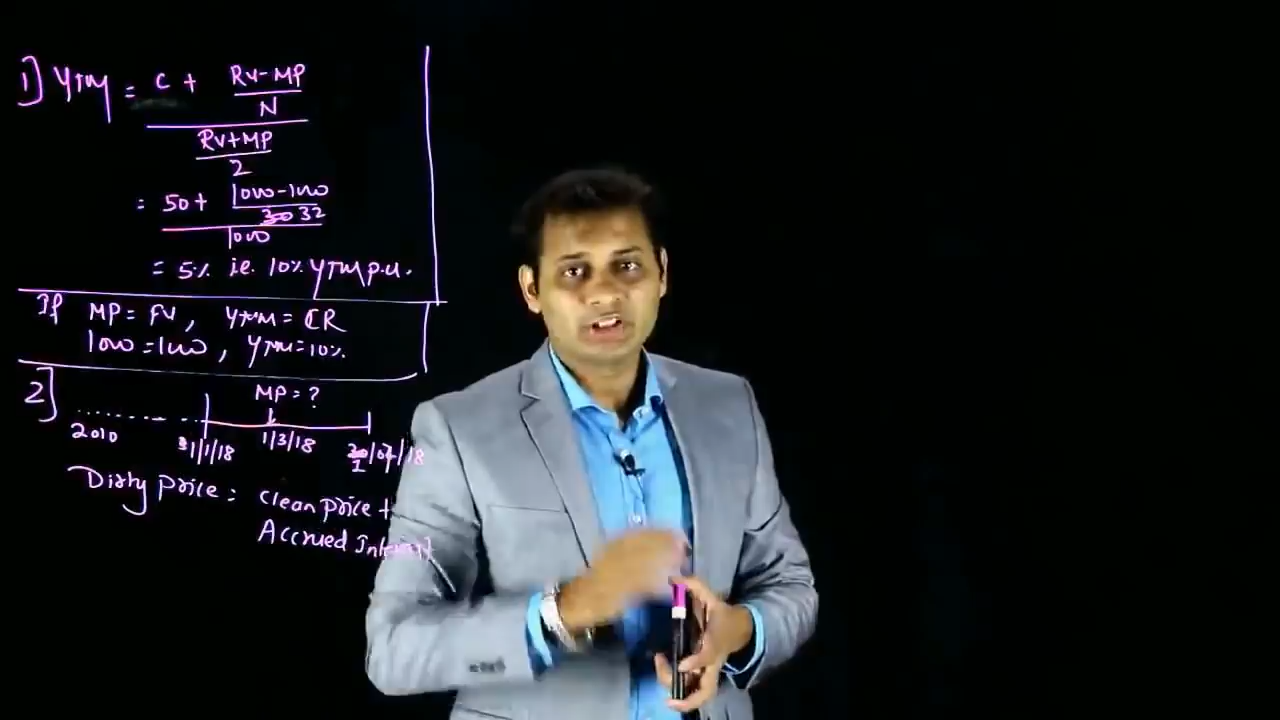 1] YTM = C + RV-MP
N
RV+MP
2
= 50+ 1000-1000
32
1000
= 5% i.e. 10% YTM p.a.
If MP = FV, YTM = CR
1000 = 1000, YTM = 10%.
2] MP = ?
2010 1/1/18 1/3/18 1/07/18
Dirty Price : Clean Price +
Accrued Interest